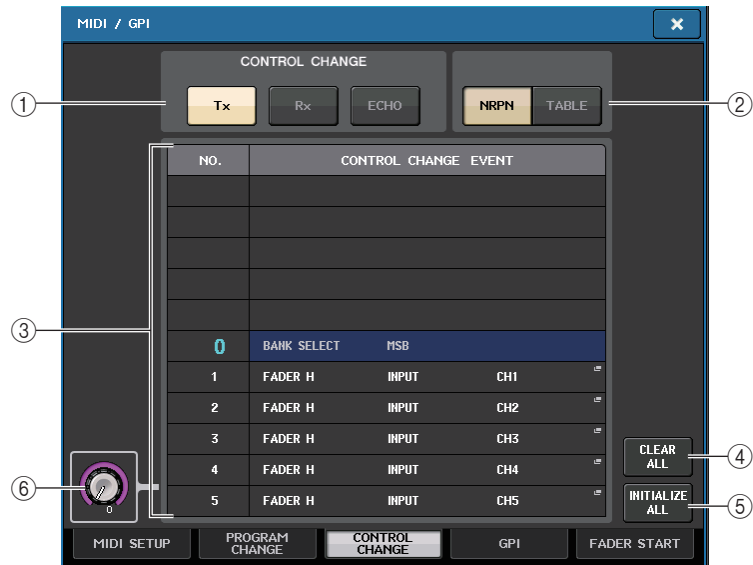 MIDI / GPI
×
CONTROL CHANGE
Tx Rx ECHO NRPN TABLE
① ②
NO. CONTROL CHANGE EVENT
③
0 BANK SELECT MSB
1 FADER H INPUT CH1
2 FADER H INPUT CH2
3 FADER H INPUT CH3
4 FADER H INPUT CH4
5 FADER H INPUT CH5
CLEAR
ALL
④
INITIALIZE
ALL
⑤
⑥
0
MIDI SETUP
PROGRAM
CHANGE
CONTROL
CHANGE
GPI
FADER START